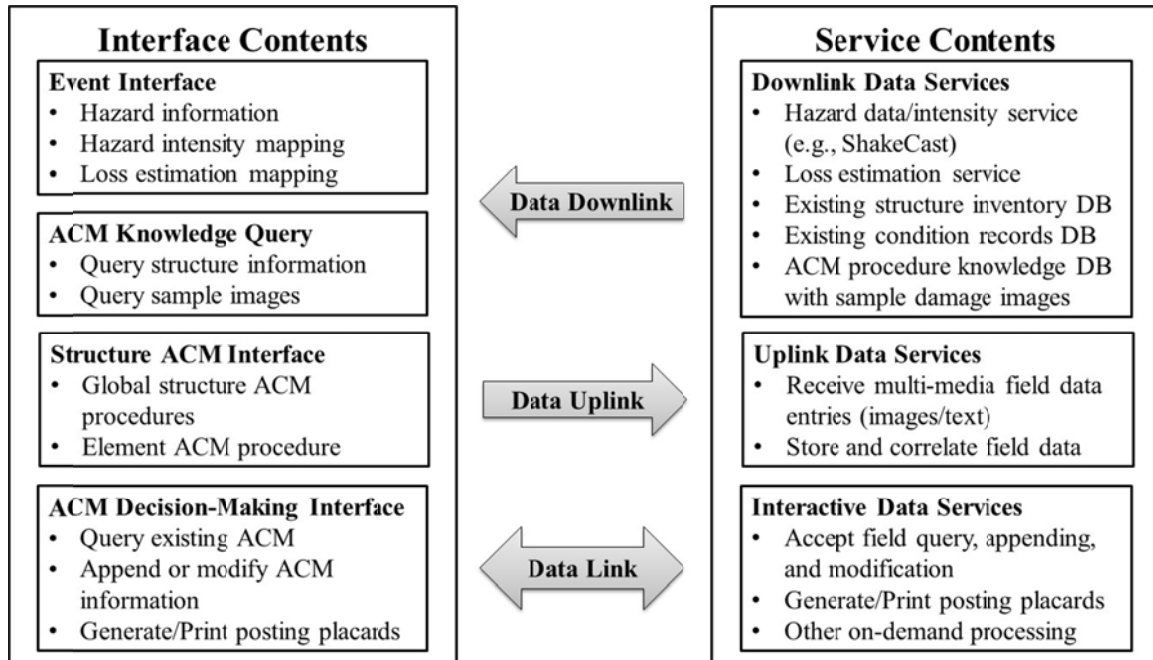 Interface Contents
Event Interface
• Hazard information
• Hazard intensity mapping
• Loss estimation mapping
ACM Knowledge Query
• Query structure information
• Query sample images
Structure ACM Interface
• Global structure ACM
procedures
• Element ACM procedure
ACM Decision-Making Interface
• Query existing ACM
• Append or modify ACM
information
• Generate/Print posting placards
Data Downlink
Data Uplink
Data Link
Service Contents
Downlink Data Services
• Hazard data/intensity service
(e.g., ShakeCast)
• Loss estimation service
• Existing structure inventory DB
• Existing condition records DB
• ACM procedure knowledge DB
with sample damage images
Uplink Data Services
• Receive multi-media field data
entries (images/text)
• Store and correlate field data
Interactive Data Services
• Accept field query, appending,
and modification
• Generate/Print posting placards
• Other on-demand processing